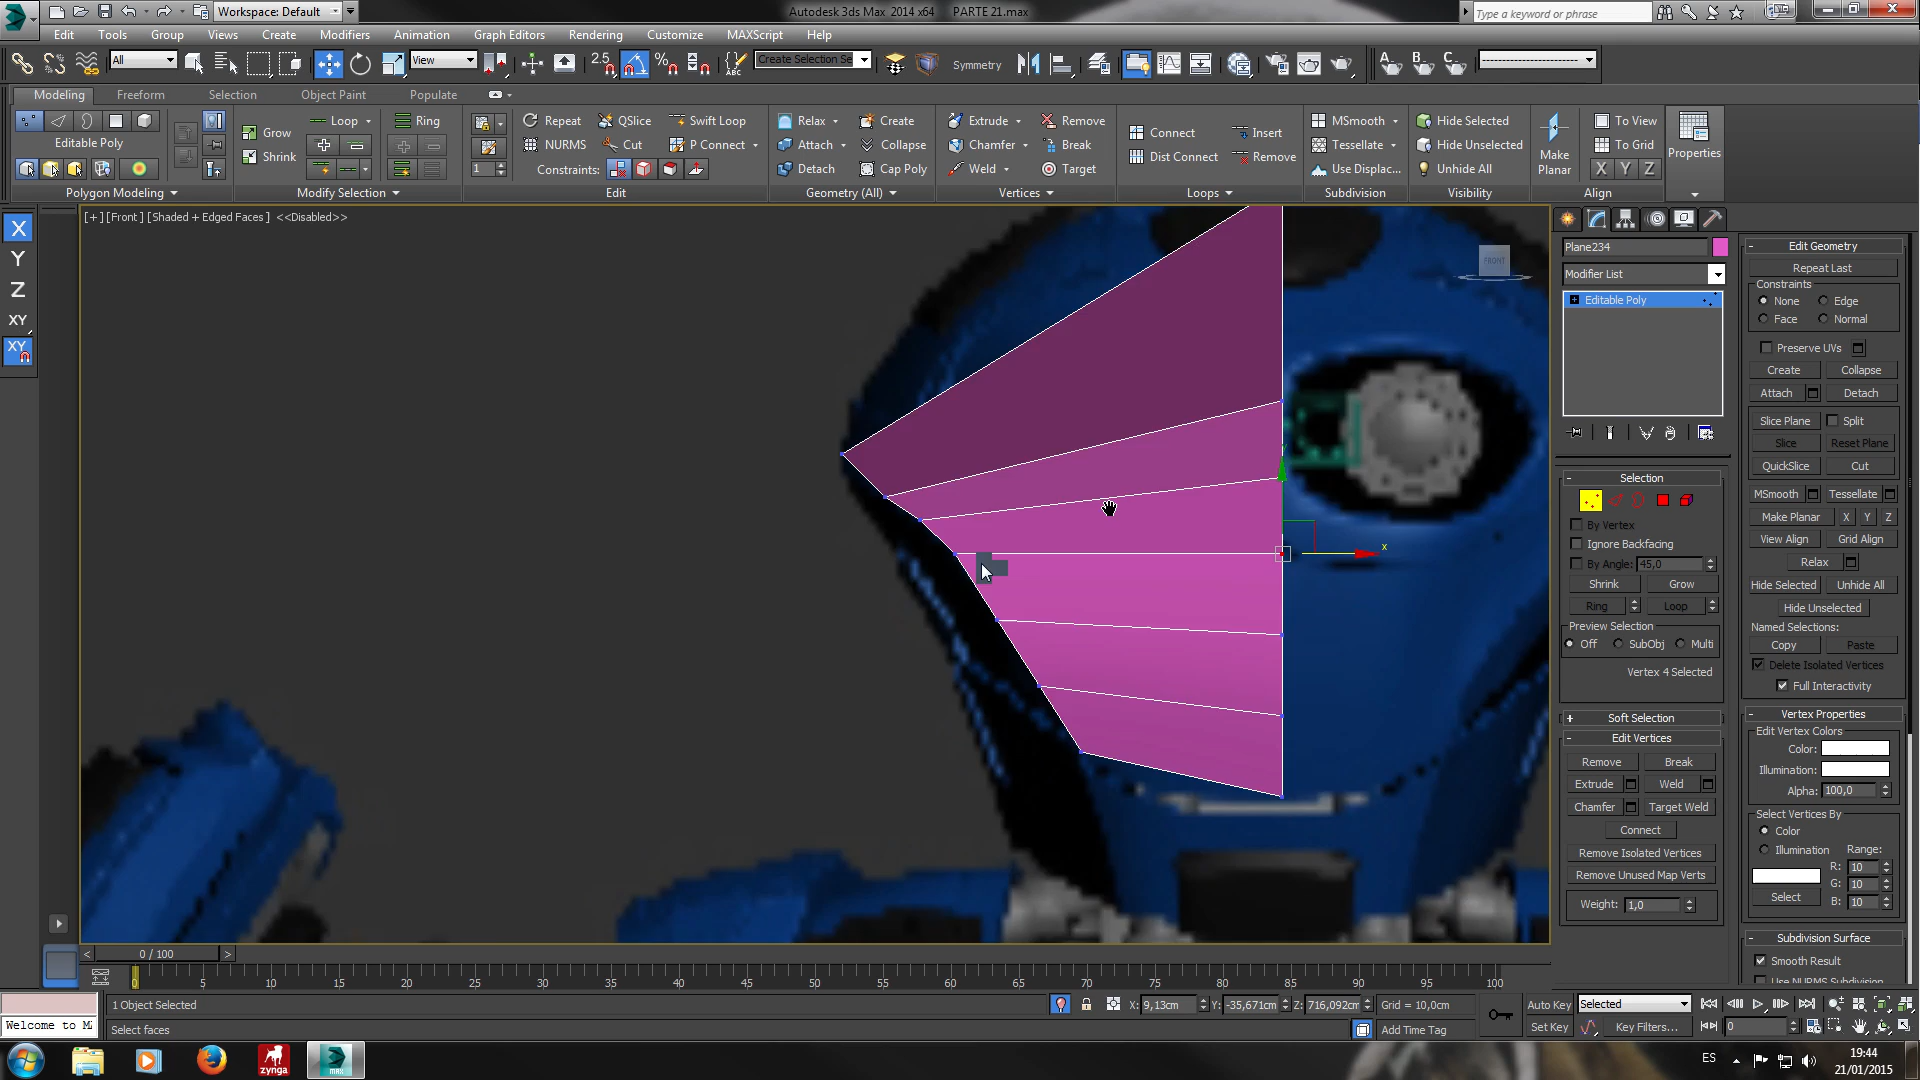 Workspace: Default
Autodesk 3ds Max 2014 x64    PARTE 21.max
Type a keyword or phrase
Edit Tools Group Views Create Modifiers Animation Graph Editors Rendering Customize MAXScript Help
All View 2.5 Create Selection Se Symmetry A B C
Modeling Freeform Selection Object Paint Populate
Loop Ring Repeat QSlice Swift Loop Relax Create Extrude Remove MSmooth Hide Selected To View
Grow Connect Insert
Editable Poly NURMS Cut P Connect Attach Collapse Chamfer Break Tessellate Hide Unselected To Grid
Shrink Dist Connect Remove Make Planar Properties
1 Constraints: Detach Cap Poly Weld Target Use Displac... Unhide All X Y Z
Polygon Modeling Modify Selection Edit Geometry (All) Vertices Loops Subdivision Visibility Align
X
Y
Z
XY
XY
[+] [Front] [Shaded + Edged Faces] <<Disabled>>
FRONT
x
Plane234
Modifier List
Editable Poly
Selection
By Vertex
Ignore Backfacing
By Angle: 45,0
Shrink Grow
Ring Loop
Preview Selection
Off SubObj Multi
Vertex 4 Selected
Soft Selection
Edit Vertices
Remove Break
Extrude Weld
Chamfer Target Weld
Connect
Remove Isolated Vertices
Remove Unused Map Verts
Weight: 1,0
Edit Geometry
Repeat Last
Constraints
None Edge
Face Normal
Preserve UVs
Create Collapse
Attach Detach
Slice Plane Split
Slice Reset Plane
QuickSlice Cut
MSmooth Tessellate
Make Planar X Y Z
View Align Grid Align
Relax
Hide Selected Unhide All
Hide Unselected
Named Selections:
Copy Paste
Delete Isolated Vertices
Full Interactivity
Vertex Properties
Edit Vertex Colors
Color:
Illumination:
Alpha: 100,0
Select Vertices By
Color
Illumination Range:
R: 10
G: 10
Select B: 10
Subdivision Surface
Smooth Result
Use NURMS Subdivision
< 0 / 100 >
0 5 10 15 20 25 30 35 40 45 50 55 60 65 70 75 80 85 90 95 100
1 Object Selected X: 9,13cm Y: -35,671cm Z: 716,092cm Grid = 10,0cm Auto Key Selected
Welcome to MA Select faces Add Time Tag Set Key Key Filters... 0
zynga MAX ES 19:44
21/01/2015